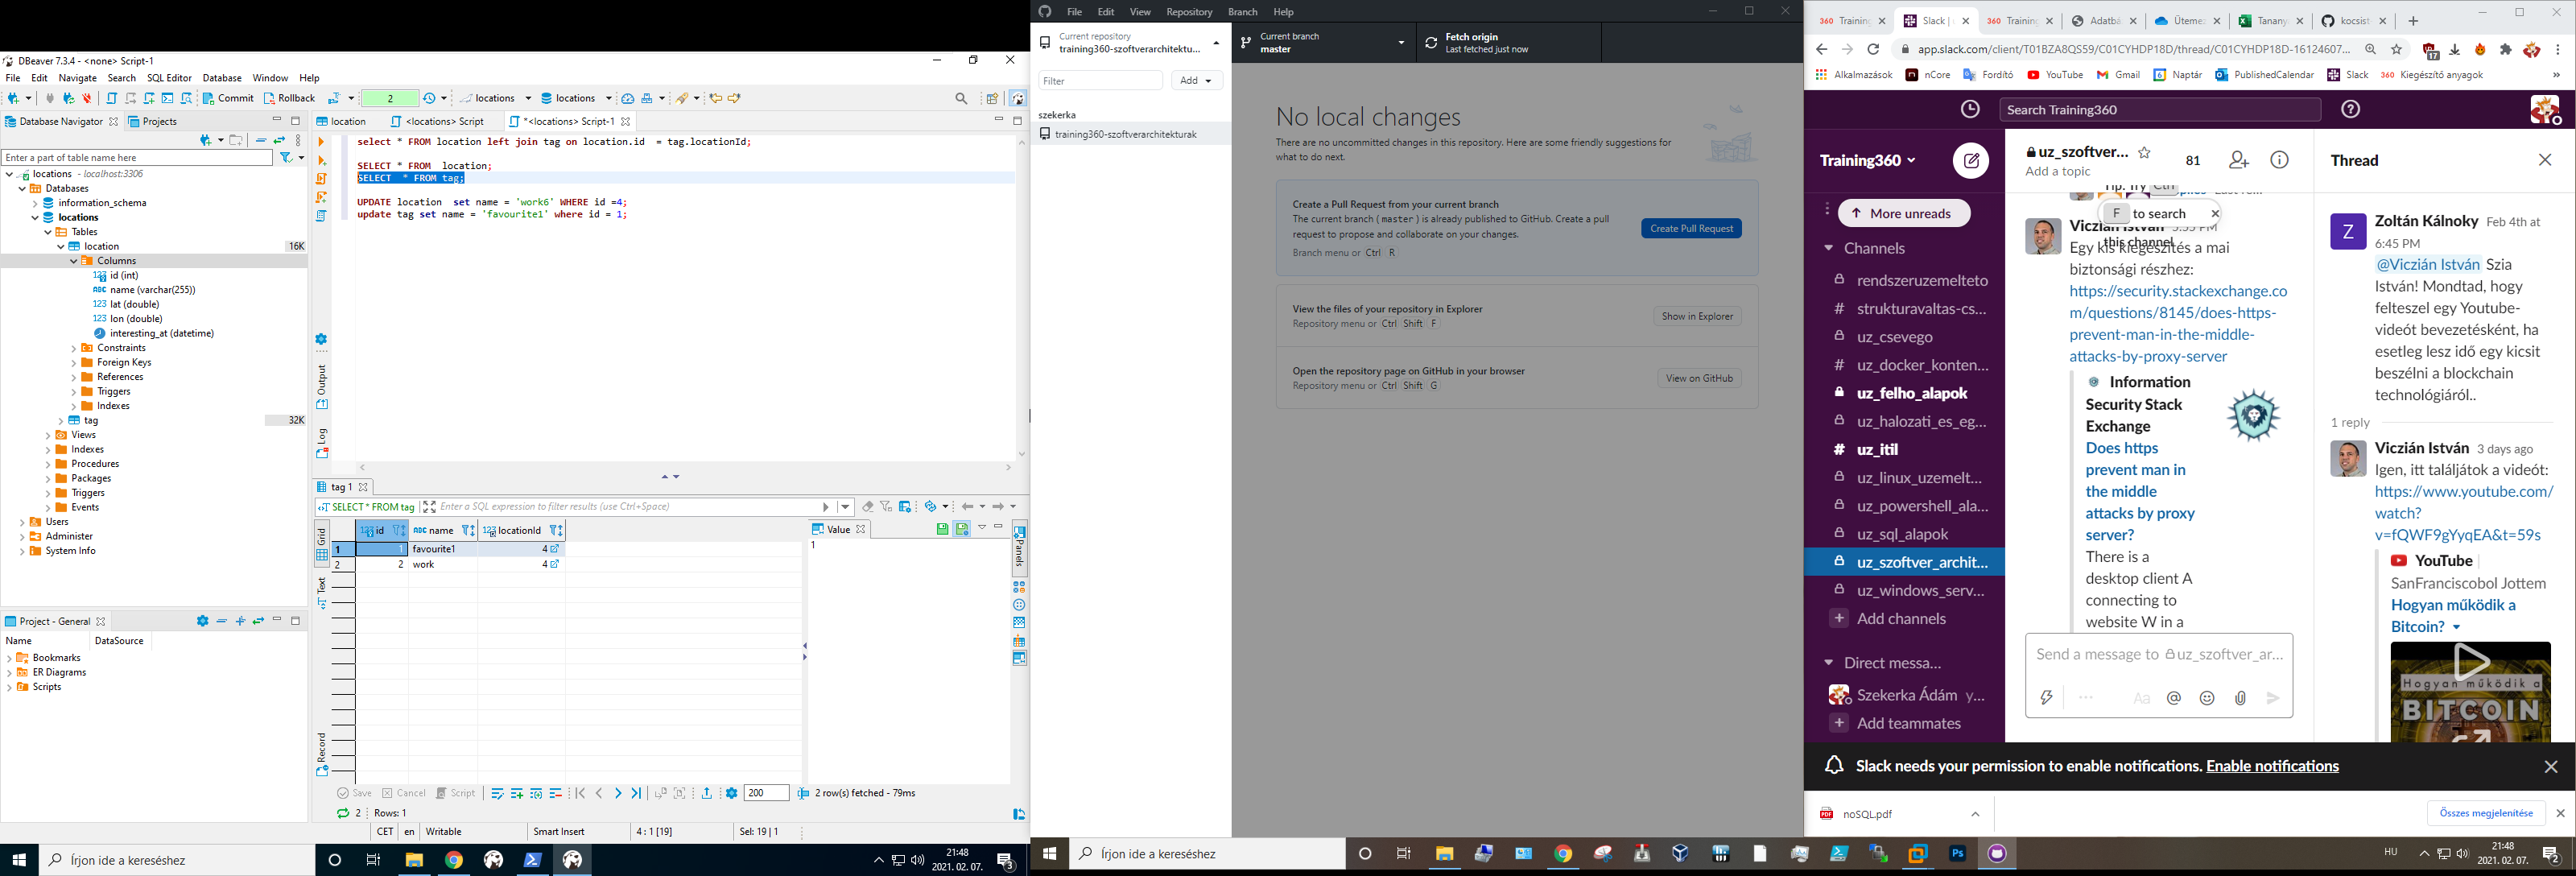 DBeaver 7.3.4 - <none> Script-1
File Edit Navigate Search SQL Editor Database Window Help
Commit Rollback 2 locations locations
Database Navigator Projects
Enter a part of table name here
locations - localhost:3306
Databases
information_schema
locations
Tables
location 16K
Columns
id (int)
name (varchar(255))
lat (double)
lon (double)
interesting_at (datetime)
Constraints
Foreign Keys
References
Triggers
Indexes
tag 32K
Views
Indexes
Procedures
Packages
Triggers
Events
Users
Administer
System Info
Project - General
Name DataSource
Bookmarks
ER Diagrams
Scripts
location <locations> Script *<locations> Script-1
select * FROM location left join tag on location.id = tag.locationId;
SELECT * FROM location;
SELECT * FROM tag;
UPDATE location set name = 'work6' WHERE id =4;
update tag set name = 'favourite1' where id = 1;
Output
Log
tag 1
SELECT * FROM tag Enter a SQL expression to filter results (use Ctrl+Space)
Grid
Text
Record
id name locationId
1 1 favourite1 4
2 2 work 4
Value
1
Panels
Save Cancel Script 200 2 row(s) fetched - 79ms
2 Rows: 1
CET en Writable Smart Insert 4 : 1 [19] Sel: 19 | 1
Írjon ide a kereséshez
21:48
2021. 02. 07.
3
File Edit View Repository Branch Help
Current repository
training360-szoftverarchitektu...
Current branch
master
Fetch origin
Last fetched just now
Filter Add
szekerka
training360-szoftverarchitekturak
No local changes
There are no uncommitted changes in this repository. Here are some friendly suggestions for
what to do next.
Create a Pull Request from your current branch
The current branch (master) is already published to GitHub. Create a pull
request to propose and collaborate on your changes.
Branch menu or Ctrl R
Create Pull Request
View the files of your repository in Explorer
Repository menu or Ctrl Shift F
Show in Explorer
Open the repository page on GitHub in your browser
Repository menu or Ctrl Shift G
View on GitHub
360 Training Slack | 360 Training Adatbá Ütemez Tanany kocsist
app.slack.com/client/T01BZA8QS59/C01CYHDP18D/thread/C01CYHDP18D-16124607...
17
Alkalmazások nCore Fordító YouTube Gmail Naptár PublishedCalendar Slack 360 Kiegészítő anyagok »
Search Training360
Training360
More unreads
Channels
rendszeruzemelteto
strukturavaltas-cs...
uz_csevego
uz_docker_konten...
uz_felho_alapok
uz_halozati_es_eg...
uz_itil
uz_linux_uzemelt...
uz_powershell_ala...
uz_sql_alapok
uz_szoftver_archit...
uz_windows_serv...
Add channels
Direct messa...
Szekerka Ádám y...
Add teammates
uz_szoftver...
Add a topic
81
Tip: Try Ctrl
F to search
this channel
Viczián István 5:55 PM
Egy kis kiegészítés a mai
biztonsági részhez:
https://security.stackexchange.co
m/questions/8145/does-https-
prevent-man-in-the-middle-
attacks-by-proxy-server
Information
Security Stack
Exchange
Does https
prevent man in
the middle
attacks by proxy
server?
There is a
desktop client A
connecting to
website W in a
Send a message to uz_szoftver_ar...
Aa
Thread
Z
Zoltán Kálnoky Feb 4th at
6:45 PM
@Viczián István Szia
István! Mondtad, hogy
felteszel egy Youtube-
videót bevezetésként, ha
esetleg lesz idő egy kicsit
beszélni a blockchain
technológiáról..
1 reply
Viczián István 3 days ago
Igen, itt találjátok a videót:
https://www.youtube.com/
watch?
v=fQWF9gYyqEA&t=59s
YouTube
SanFranciscobol Jottem
Hogyan működik a
Bitcoin?
Hogyan működik a
BITCOIN
Slack needs your permission to enable notifications. Enable notifications
noSQL.pdf
Összes megjelenítése
Írjon ide a kereséshez
Ps
HU
21:48
2021. 02. 07.
2